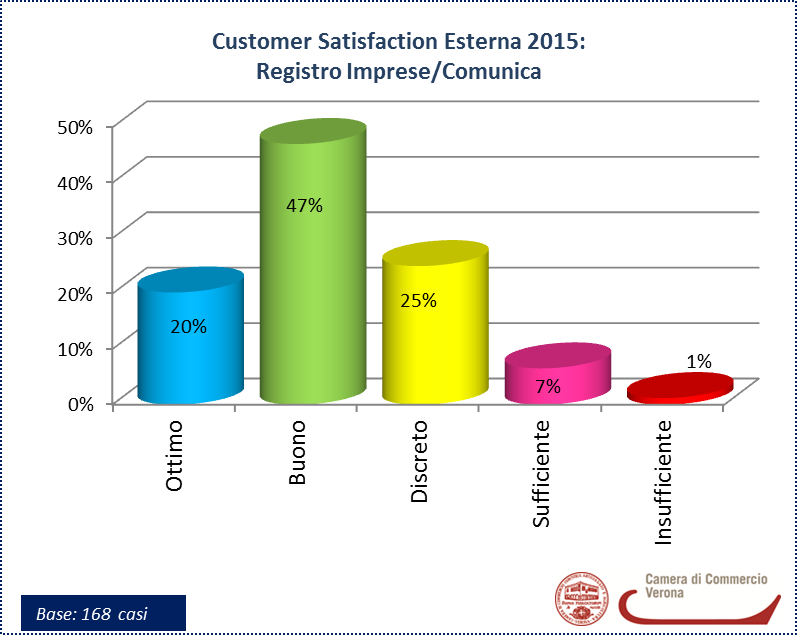 Customer Satisfaction Esterna 2015:
Registro Imprese/Comunica
50%
40%
30%
20%
10%
0%
20%
47%
25%
7%
1%
Ottimo
Buono
Discreto
Sufficiente
Insufficiente
Base: 168 casi
Camera di Commercio
Verona